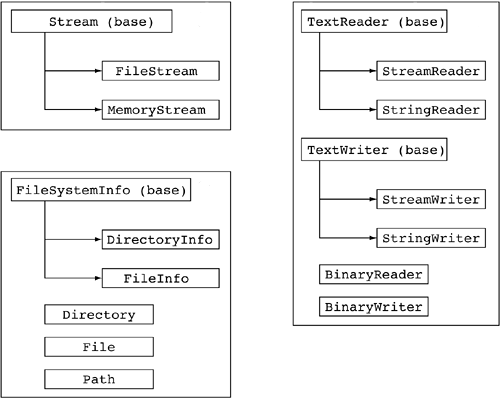 Stream (base)
FileStream
MemoryStream
FileSystemInfo (base)
DirectoryInfo
FileInfo
Directory
File
Path
TextReader (base)
StreamReader
StringReader
TextWriter (base)
StreamWriter
StringWriter
BinaryReader
BinaryWriter